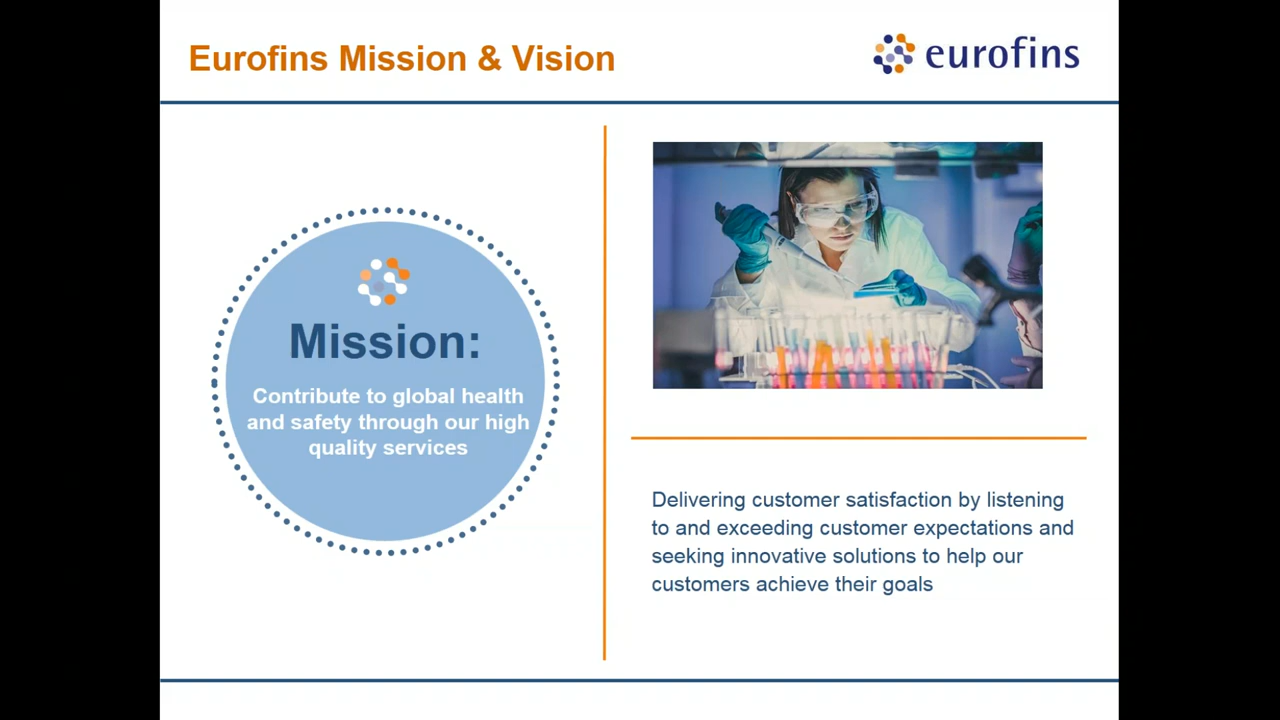 Eurofins Mission & Vision
eurofins
Mission:
Contribute to global health
and safety through our high
quality services
Delivering customer satisfaction by listening
to and exceeding customer expectations and
seeking innovative solutions to help our
customers achieve their goals